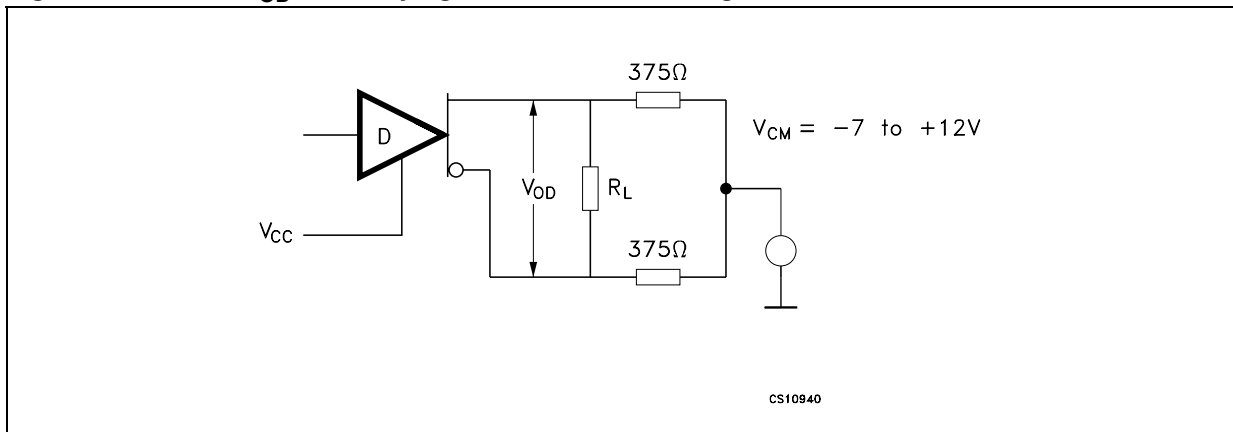 375Ω
V_CM = -7 to +12V
D
V_OD
R_L
V_CC
375Ω
CS10940